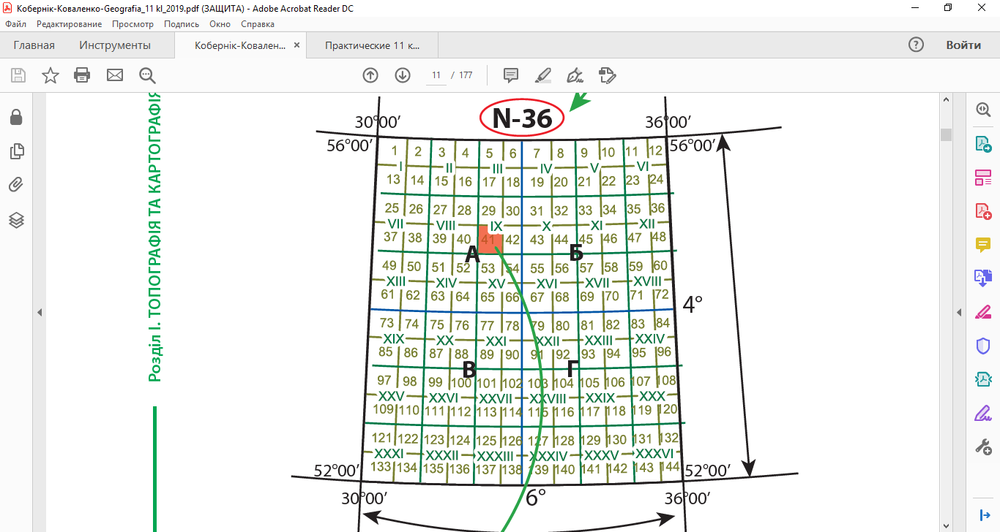 Кобернік-Коваленко-Geografia_11 kl_2019.pdf (ЗАЩИТА) - Adobe Acrobat Reader DC
Файл Редактирование Просмотр Подпись Окно Справка
Главная Инструменты Кобернік-Ковален... × Практические 11 к... ? Войти
11 / 177
Розділ І. ТОПОГРАФІЯ ТА КАРТОГРАФІЯ
N-36
30°00′ 36°00′
56°00′ 56°00′
1 2 3 4 5 6 7 8 9 10 11 12
I II III IV V VI
13 14 15 16 17 18 19 20 21 22 23 24
25 26 27 28 29 30 31 32 33 34 35 36
VII VIII IX X XI XII
37 38 39 40 41 42 43 44 45 46 47 48
А Б
49 50 51 52 53 54 55 56 57 58 59 60
XIII XIV XV XVI XVII XVIII
61 62 63 64 65 66 67 68 69 70 71 72
4°
73 74 75 76 77 78 79 80 81 82 83 84
XIX XX XXI XXII XXIII XXIV
85 86 87 88 89 90 91 92 93 94 95 96
В Г
97 98 99 100 101 102 103 104 105 106 107 108
XXV XXVI XXVII XXVIII XXIX XXX
109 110 111 112 113 114 115 116 117 118 119 120
121 122 123 124 125 126 127 128 129 130 131 132
XXXI XXXII XXXIII XXXIV XXXV XXXVI
133 134 135 136 137 138 139 140 141 142 143 144
52°00′ 52°00′
30°00′ 6° 36°00′